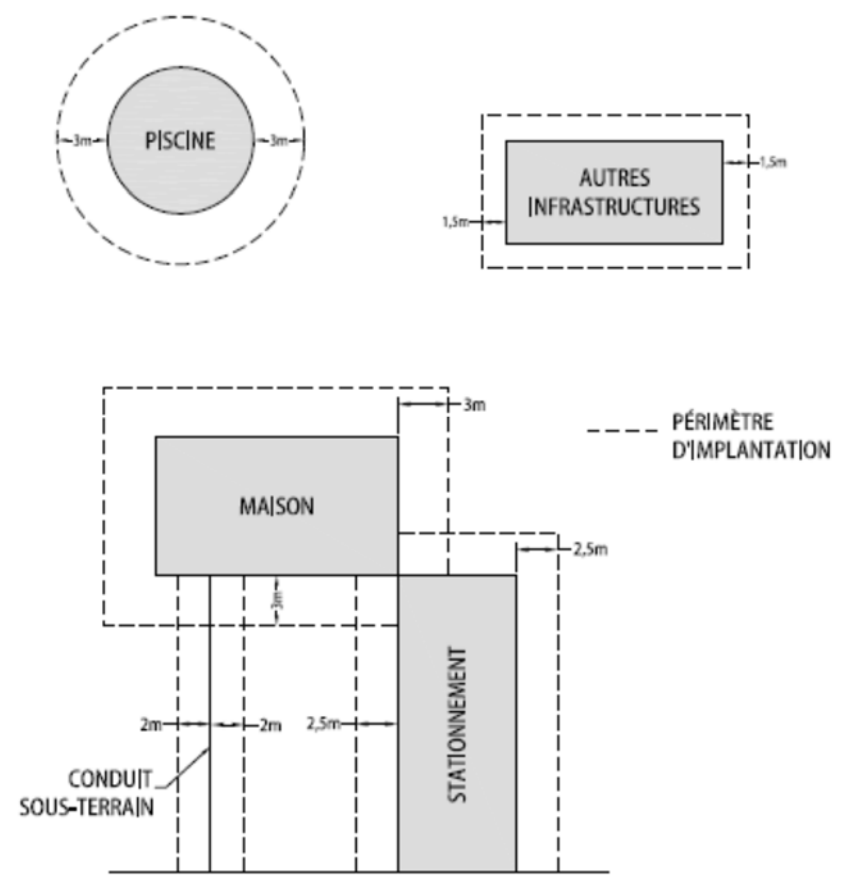 3m
PISCINE
3m
AUTRES
INFRASTRUCTURES
1,5m
1,5m
3m
PÉRIMÈTRE
D'IMPLANTATION
MAISON
2,5m
3m
STATIONNEMENT
2m
2m
2,5m
CONDUIT
SOUS-TERRAIN